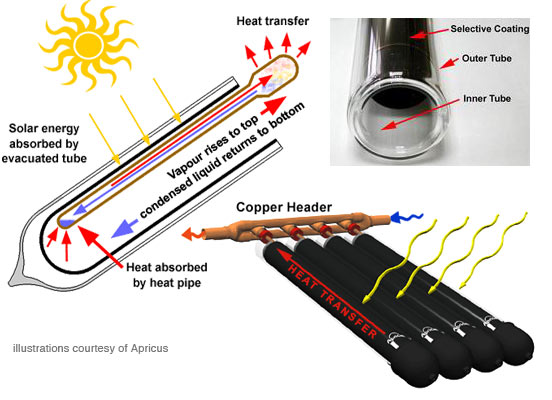 Heat transfer
Solar energy
absorbed by
evacuated tube
Vapour rises to top
condensed liquid returns to bottom
Heat absorbed
by heat pipe
illustrations courtesy of Apricus
Selective Coating
Outer Tube
Inner Tube
Copper Header
HEAT TRANSFER